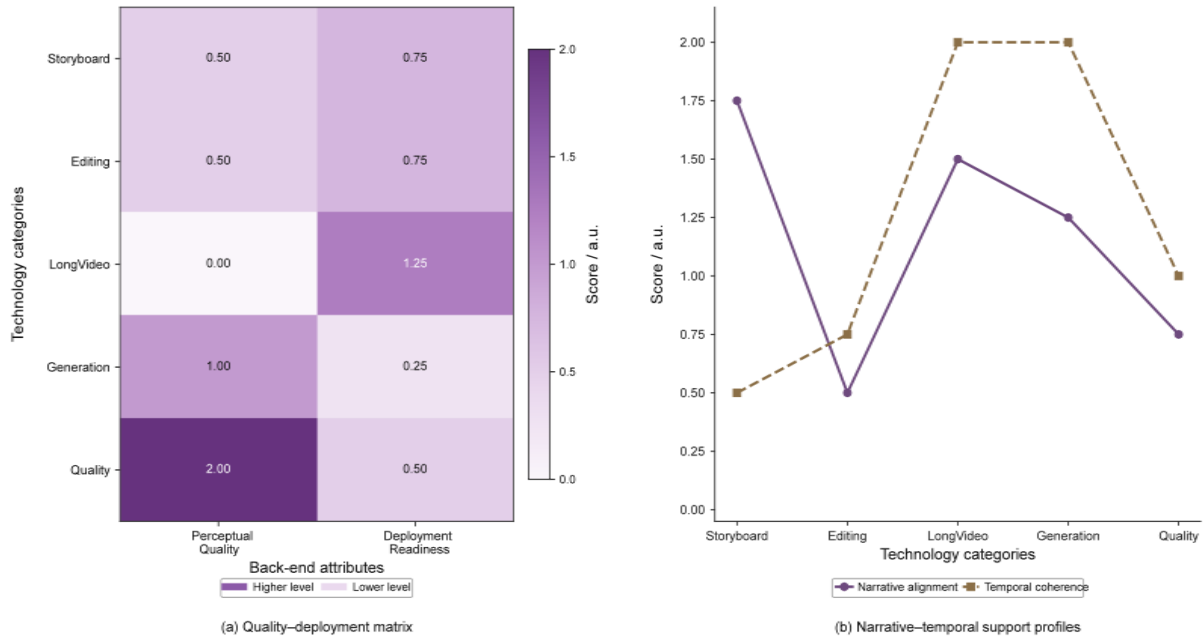 Technology categories
Storyboard
0.50
0.75
Editing
0.50
0.75
LongVideo
0.00
1.25
Generation
1.00
0.25
Quality
2.00
0.50
Perceptual
Quality
Deployment
Readiness
Back-end attributes
Higher level
Lower level
2.0
1.5
1.0
0.5
0.0
Score / a.u.
(a) Quality–deployment matrix
Score / a.u.
2.00
1.75
1.50
1.25
1.00
0.75
0.50
0.25
0.00
Storyboard
Editing
LongVideo
Generation
Quality
Technology categories
Narrative alignment
Temporal coherence
(b) Narrative–temporal support profiles